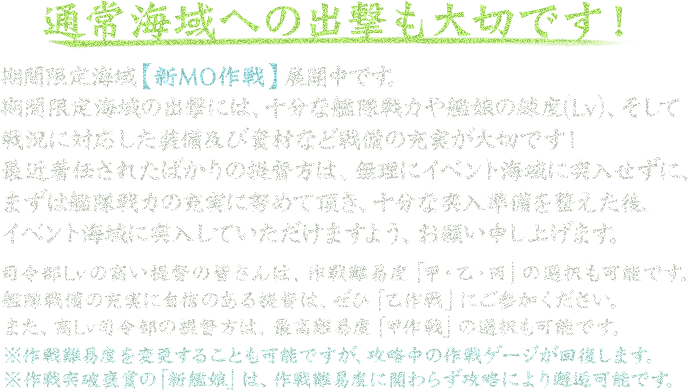 通常海域への出撃も大切です!
期間限定海域【新MO作戦】展開中です。
期間限定海域の出撃には、十分な艦隊戦力や艦娘の練度(Lv)、そして
戦況に対応した装備及び資材など戦備の充実が大切です!
最近着任されたばかりの提督方は、無理にイベント海域に突入せずに、
まずは艦隊戦力の充実に努めて頂き、十分な突入準備を整えた後、
イベント海域に突入していただけますよう、お願い申し上げます。
司令部Lvの高い提督の皆さんは、作戦難易度「甲・乙・丙」の選択も可能です。
艦隊戦備の充実に自信のある提督は、ぜひ「乙作戦」にご参加ください。
また、高Lv司令部の提督方は、最高難易度「甲作戦」の選択も可能です。
※作戦難易度を変更することも可能ですが、攻略中の作戦ゲージが回復します。
※作戦突破褒賞の「新艦娘」は、作戦難易度に関わらず攻略により邂逅可能です。